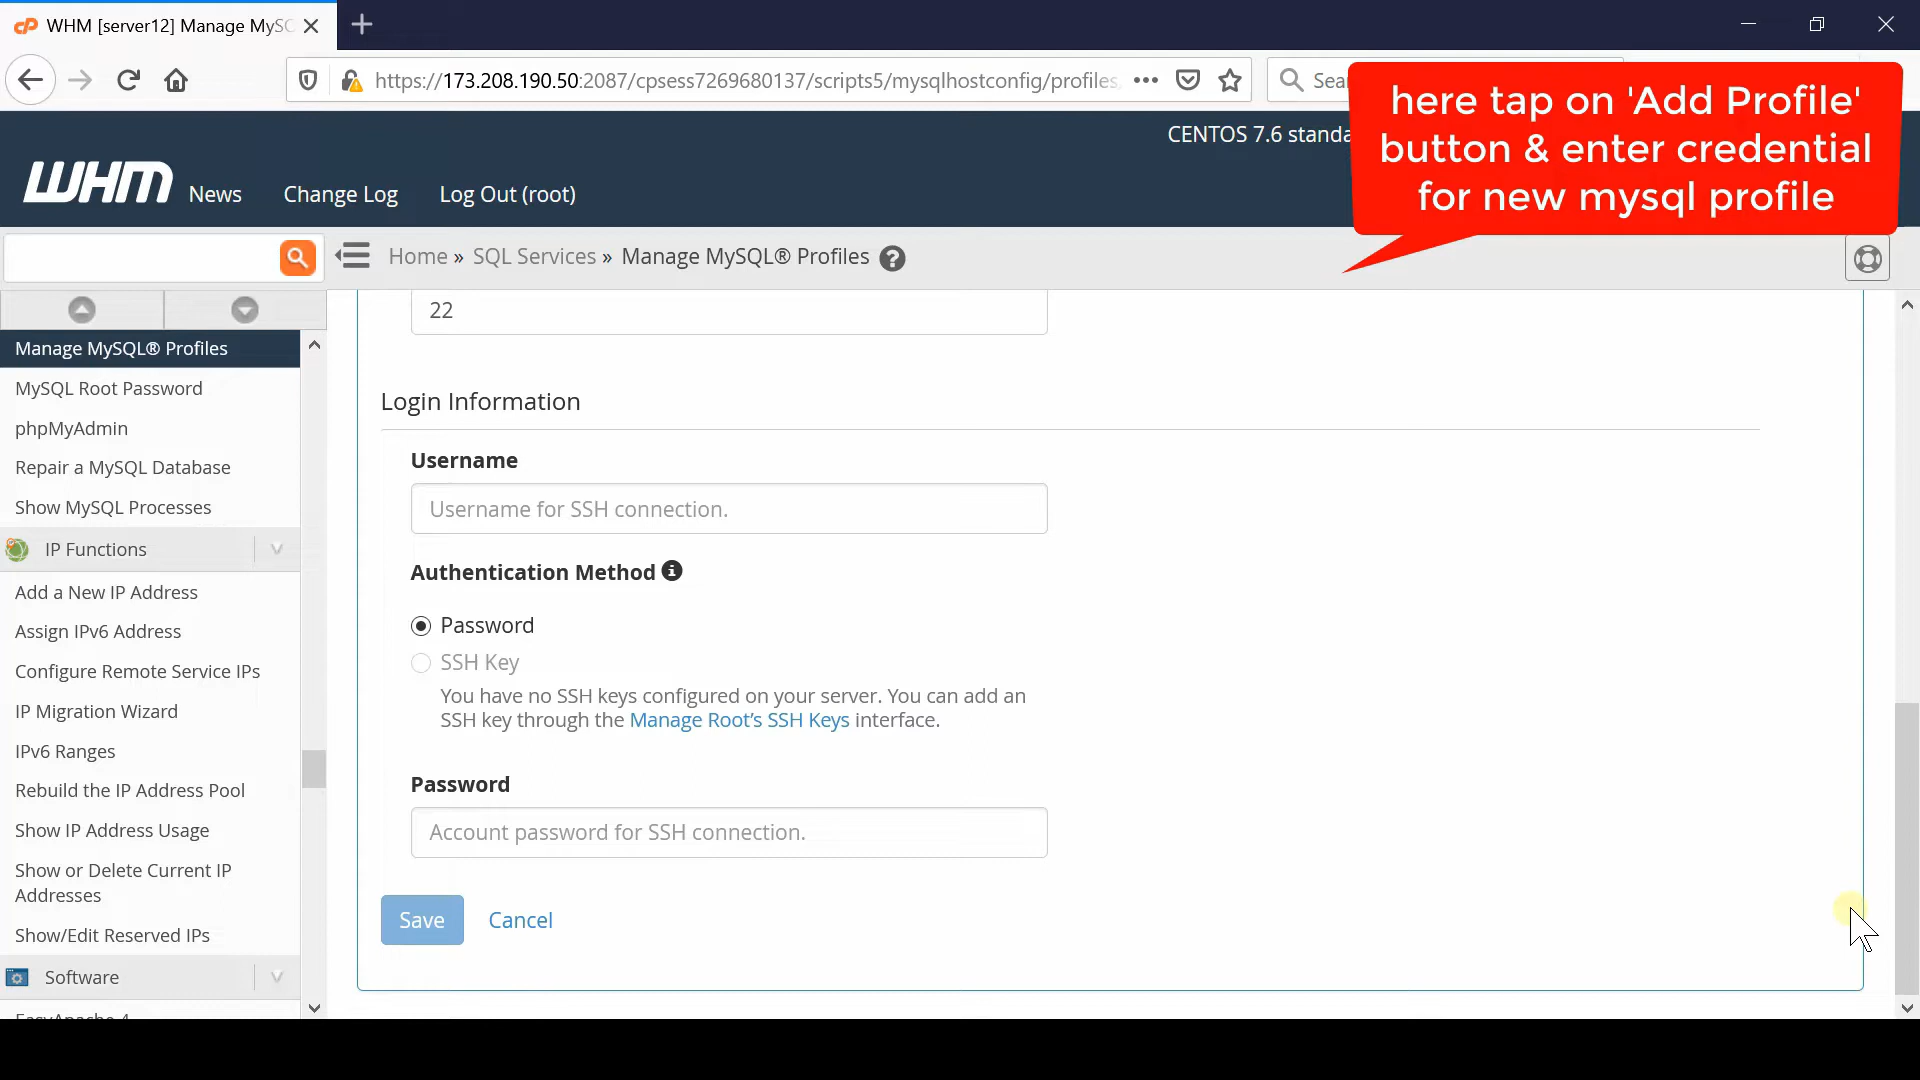 WHM [server12] Manage MySQ
https://173.208.190.50:2087/cpsess7269680137/scripts5/mysqlhostconfig/profiles
Sea
here tap on 'Add Profile'
button & enter credential
for new mysql profile
CENTOS 7.6 standa
WHM
News
Change Log
Log Out (root)
Home » SQL Services » Manage MySQL® Profiles
Manage MySQL® Profiles
MySQL Root Password
phpMyAdmin
Repair a MySQL Database
Show MySQL Processes
IP Functions
Add a New IP Address
Assign IPv6 Address
Configure Remote Service IPs
IP Migration Wizard
IPv6 Ranges
Rebuild the IP Address Pool
Show IP Address Usage
Show or Delete Current IP
Addresses
Show/Edit Reserved IPs
Software
22
Login Information
Username
Username for SSH connection.
Authentication Method
Password
SSH Key
You have no SSH keys configured on your server. You can add an
SSH key through the Manage Root's SSH Keys interface.
Password
Account password for SSH connection.
Save
Cancel